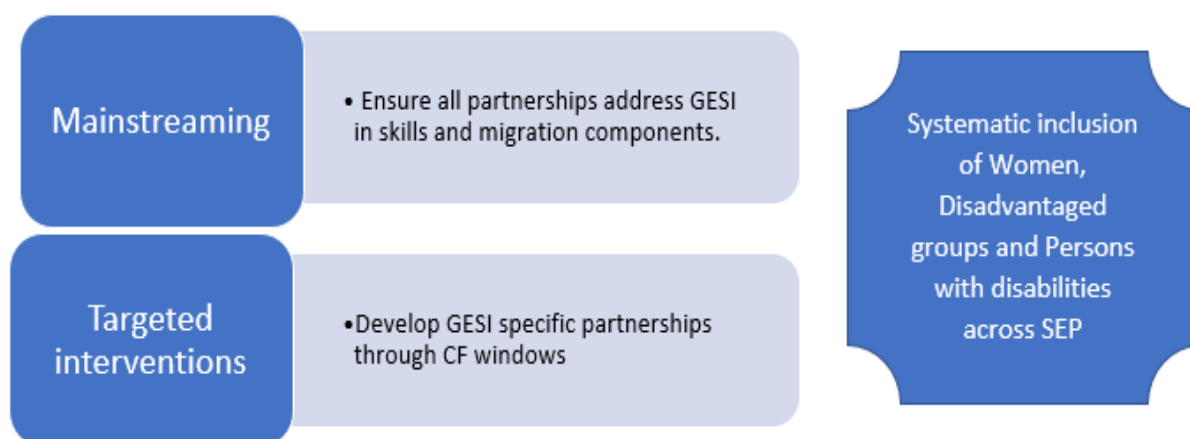 Mainstreaming
• Ensure all partnerships address GESI
in skills and migration components.
Targeted
interventions
•Develop GESI specific partnerships
through CF windows
Systematic inclusion
of Women,
Disadvantaged
groups and Persons
with disabilities
across SEP